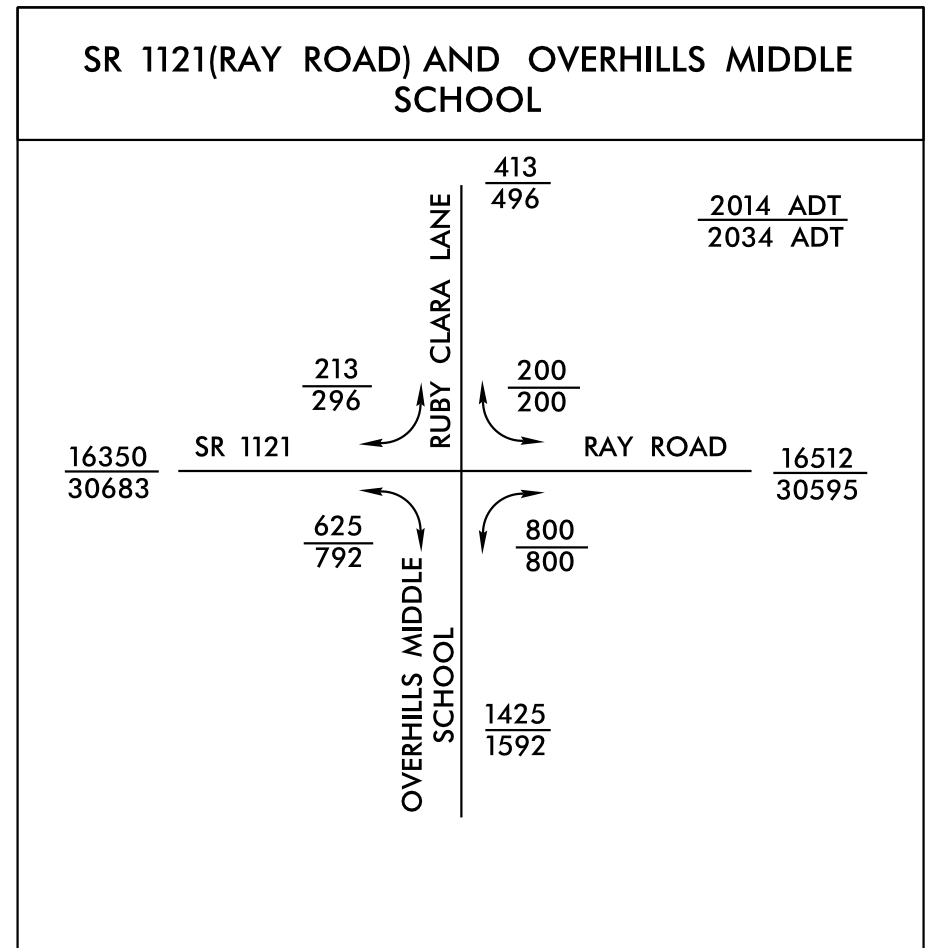 SR 1121(RAY ROAD) AND OVERHILLS MIDDLE
SCHOOL
413
496
2014 ADT
2034 ADT
RUBY CLARA LANE
213
296
200
200
16350
30683
SR 1121
RAY ROAD
16512
30595
625
792
800
800
OVERHILLS MIDDLE
SCHOOL
1425
1592